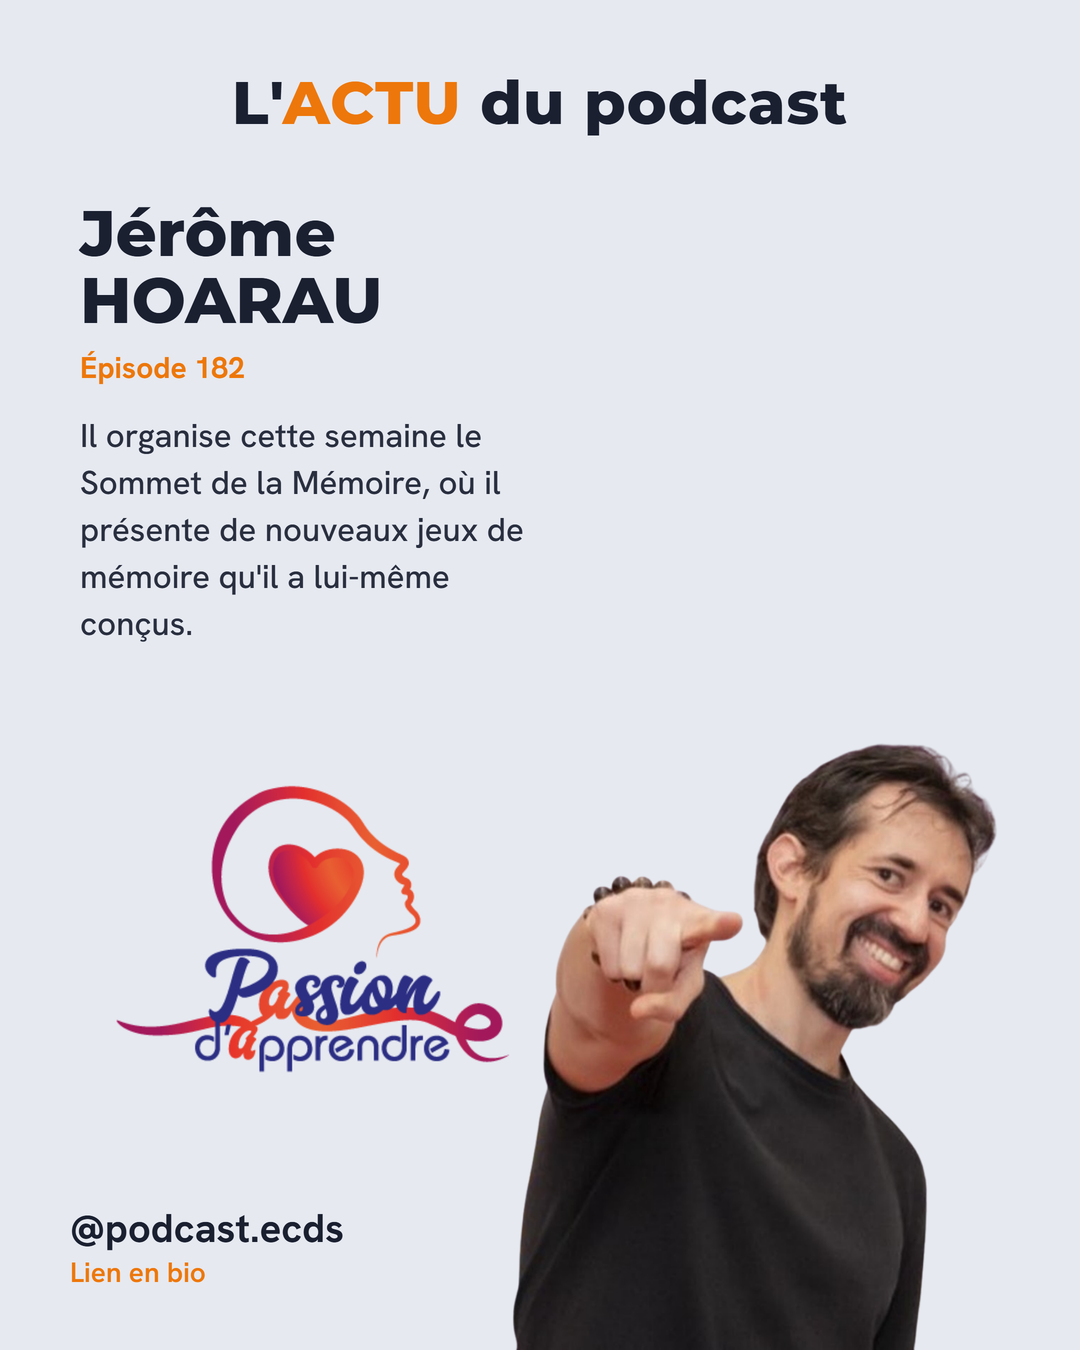 L'ACTU du podcast
Jérôme
HOARAU
Épisode 182
Il organise cette semaine le
Sommet de la Mémoire, où il
présente de nouveaux jeux de
mémoire qu'il a lui-même
conçus.
Passion
d'apprendre
@podcast.ecds
Lien en bio